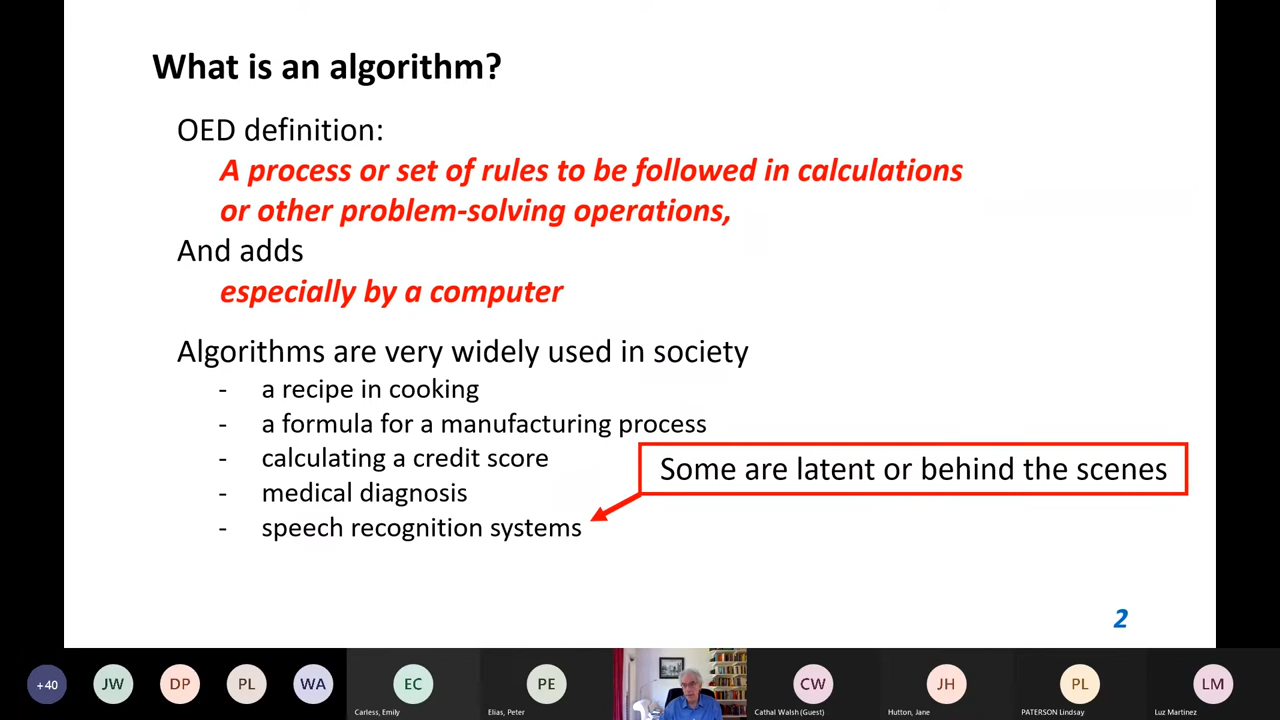 What is an algorithm?
OED definition:
A process or set of rules to be followed in calculations
or other problem-solving operations,
And adds
especially by a computer
Algorithms are very widely used in society
- a recipe in cooking
- a formula for a manufacturing process
- calculating a credit score
- medical diagnosis
- speech recognition systems
Some are latent or behind the scenes
2
+40 JW DP PL WA EC PE CW JH PL LM
Carless, Emily Elias, Peter Cathal Walsh (Guest) Hutton, Jane PATERSON Lindsay Luz Martinez